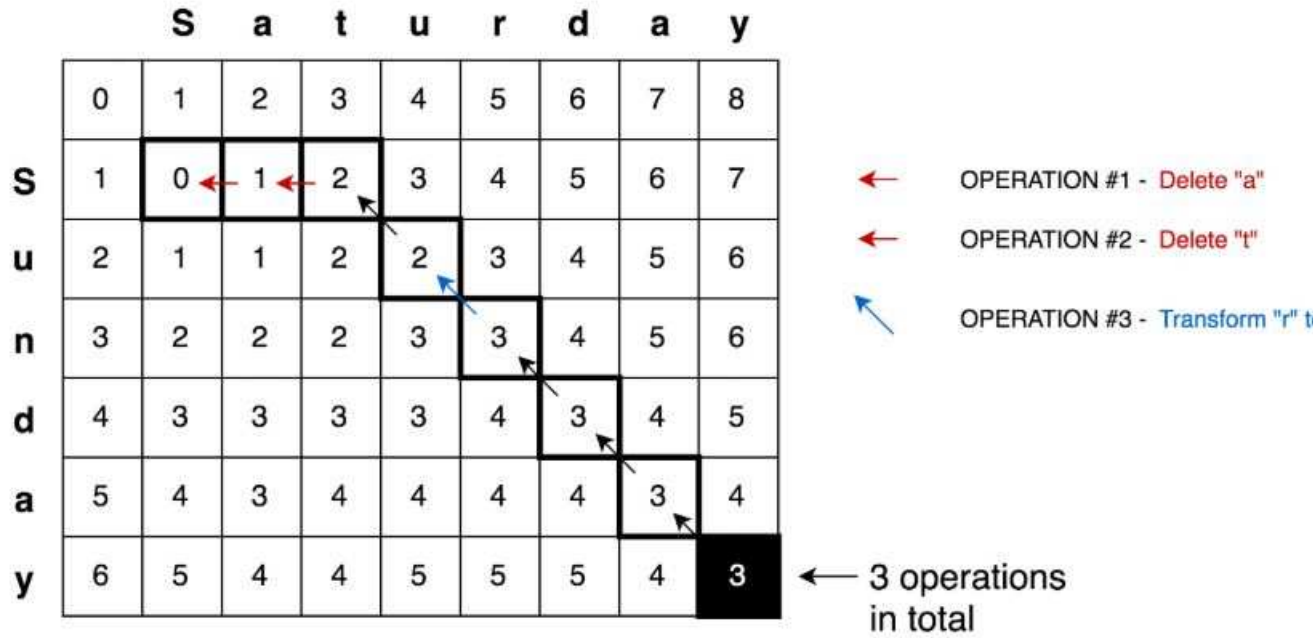 S a t u r d a y
0 1 2 3 4 5 6 7 8
S 1 0 1 2 3 4 5 6 7
u 2 1 1 2 2 3 4 5 6
n 3 2 2 2 3 3 4 5 6
d 4 3 3 3 3 4 3 4 5
a 5 4 3 4 4 4 4 3 4
y 6 5 4 4 5 5 5 4 3
OPERATION #1 - Delete "a"
OPERATION #2 - Delete "t"
OPERATION #3 - Transform "r"
3 operations
in total